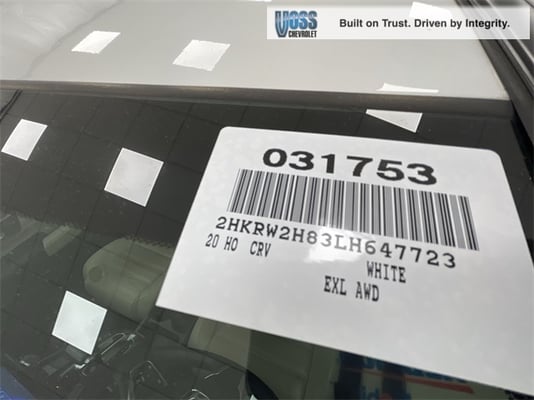 VOSS
CHEVROLET
Built on Trust. Driven by Integrity.
031753
2HKRW2H83LH647723
20 HO CRV
WHITE
EXL AWD